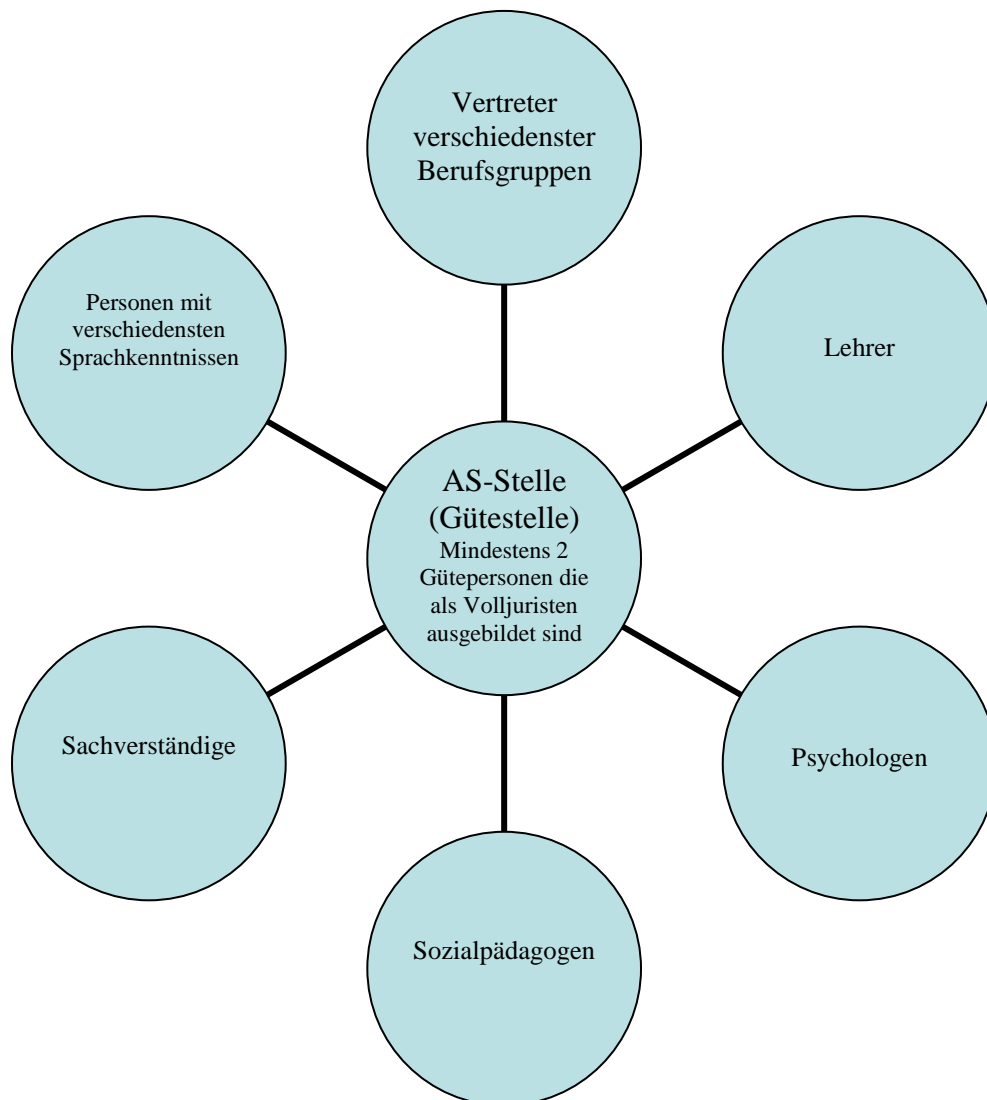 Vertreter
verschiedenster
Berufsgruppen
Personen mit
verschiedensten
Sprachkenntnissen
Lehrer
AS-Stelle
(Gütestelle)
Mindestens 2
Gütepersonen die
als Volljuristen
ausgebildet sind
Sachverständige
Psychologen
Sozialpädagogen